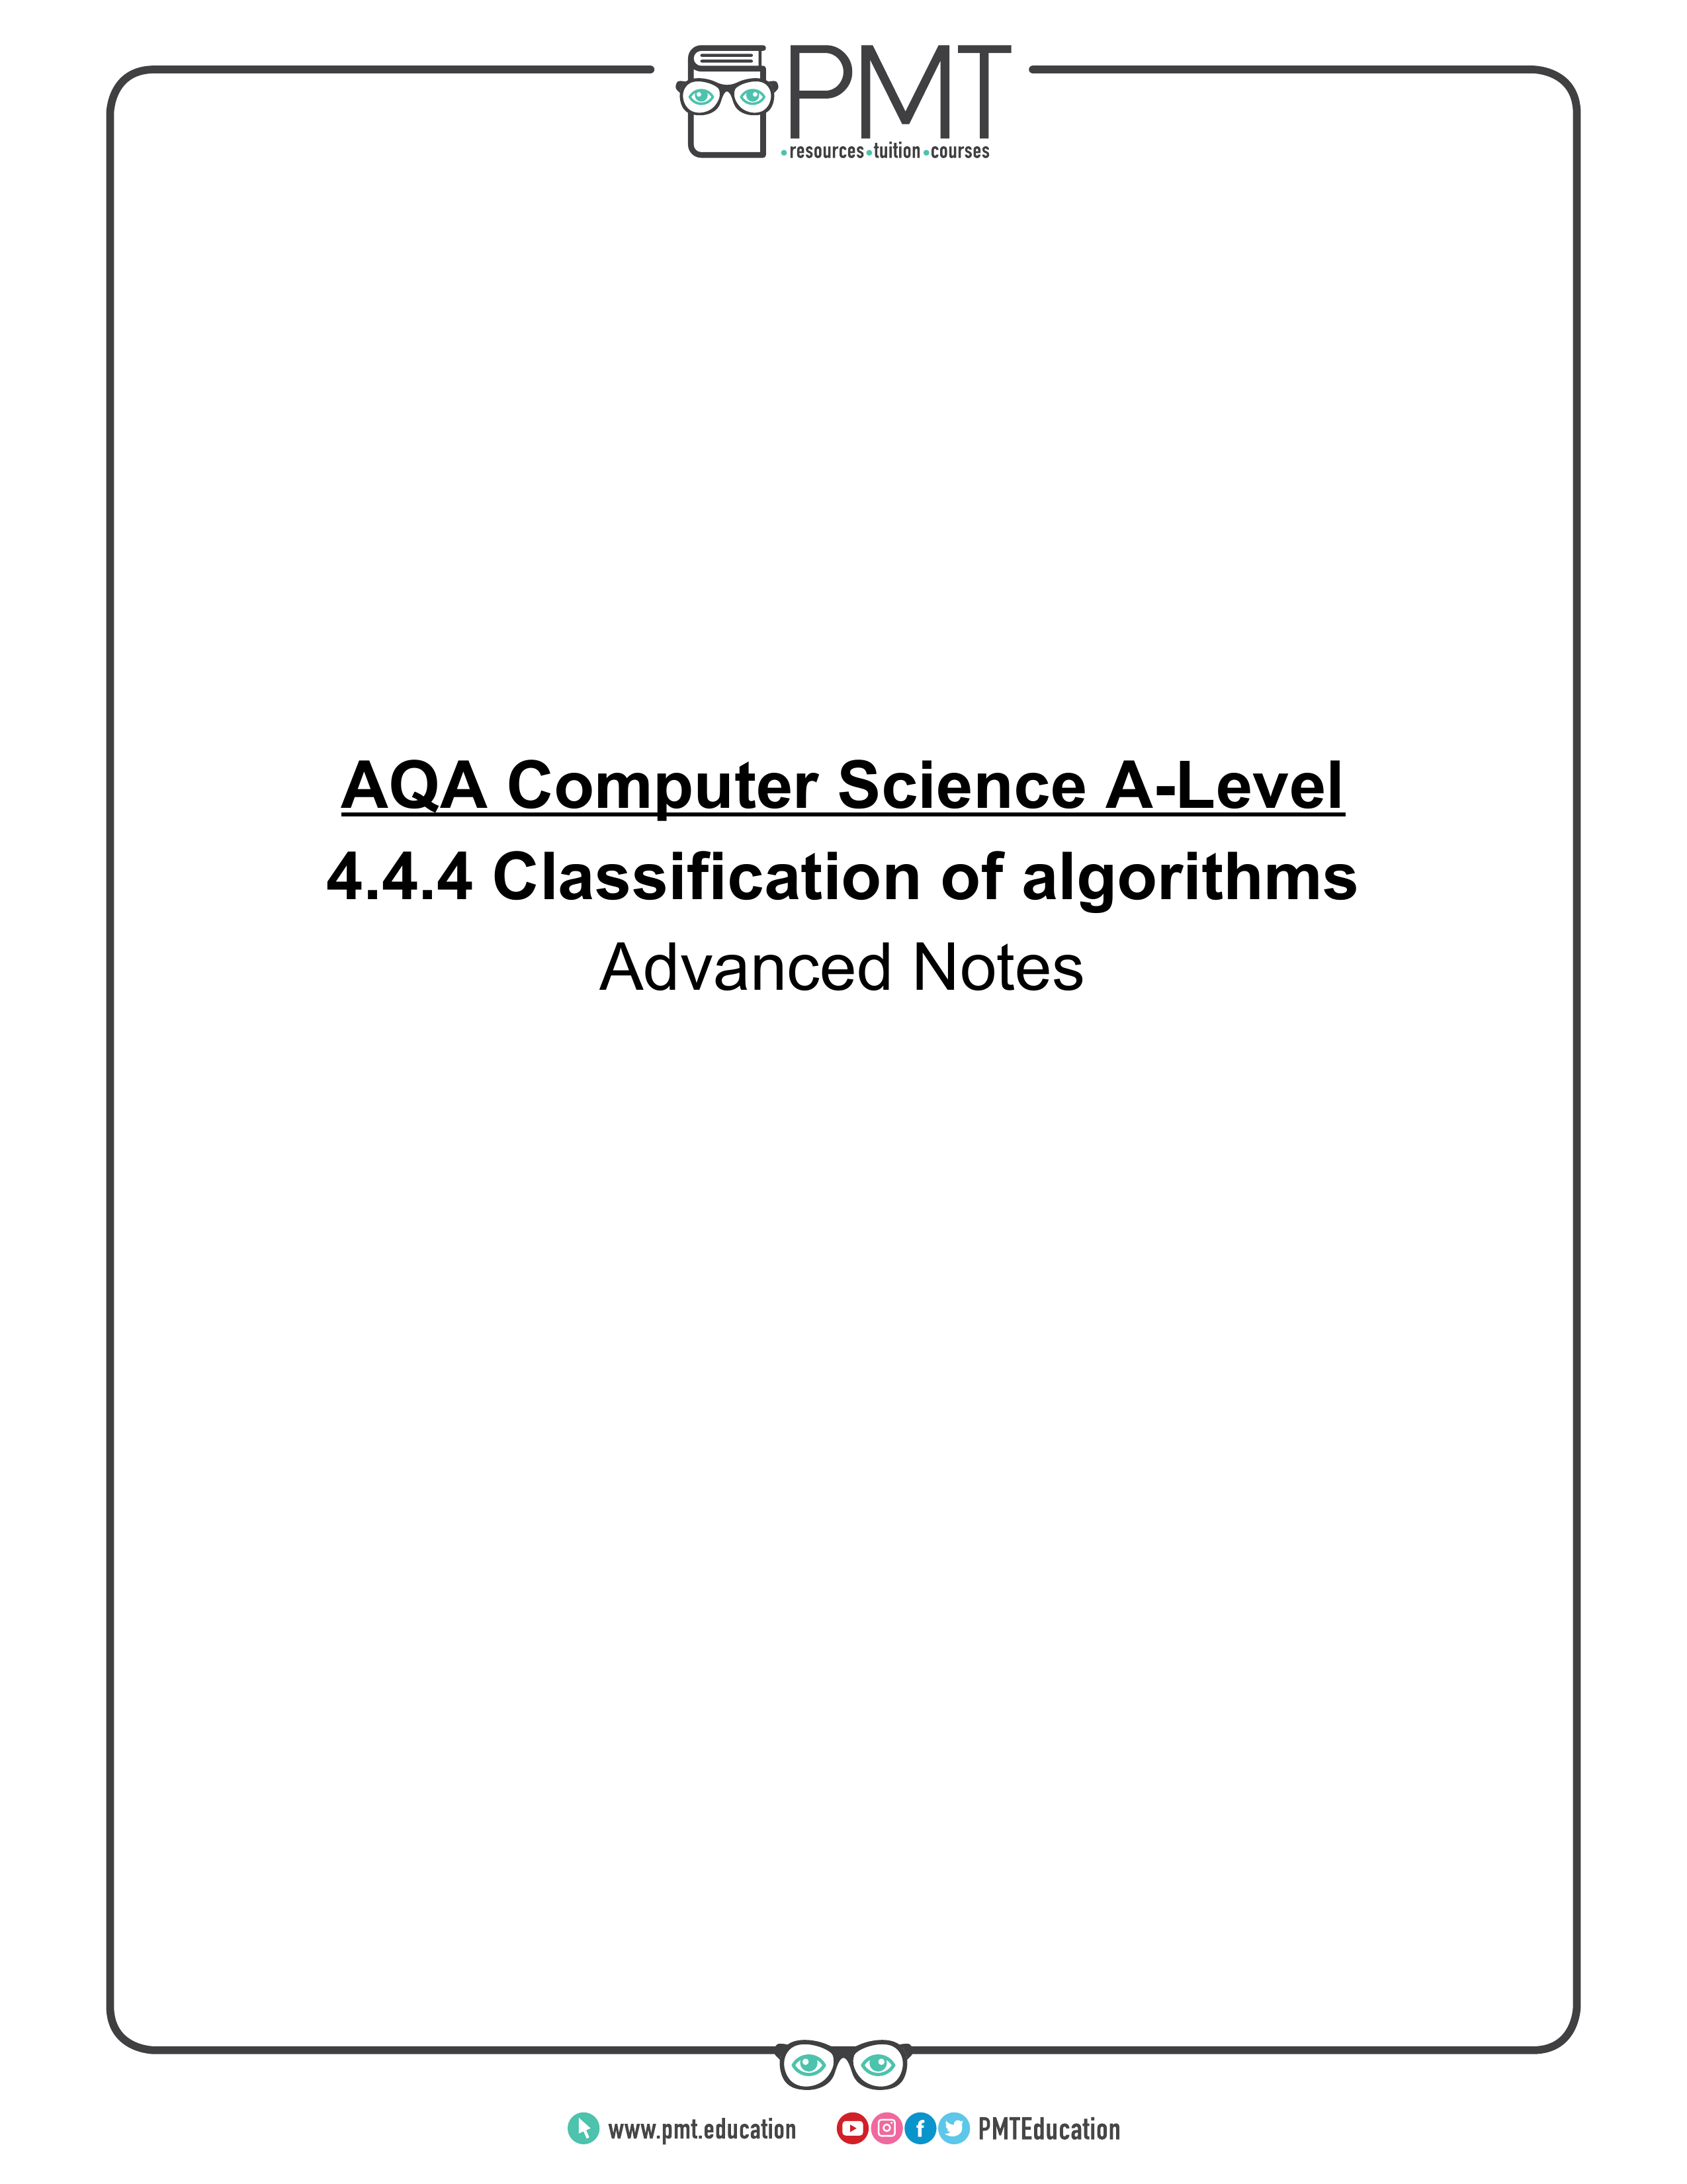 PMT
resources tuition courses
AQA Computer Science A-Level
4.4.4 Classification of algorithms
Advanced Notes
www.pmt.education
PMTEducation